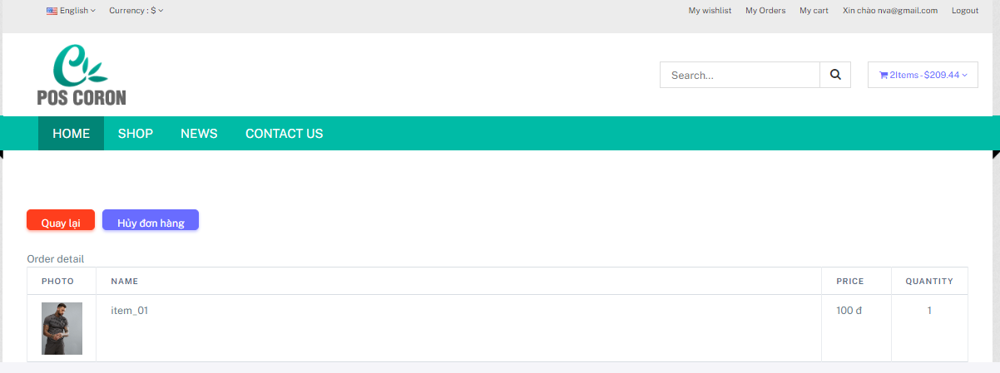 English Currency : $ My wishlist My Orders My cart Xin chào nva@gmail.com Logout
POS CORON
Search... 2Items - $209.44
HOME SHOP NEWS CONTACT US
Quay lại Hủy đơn hàng
Order detail
PHOTO NAME PRICE QUANTITY
item_01 100 đ 1